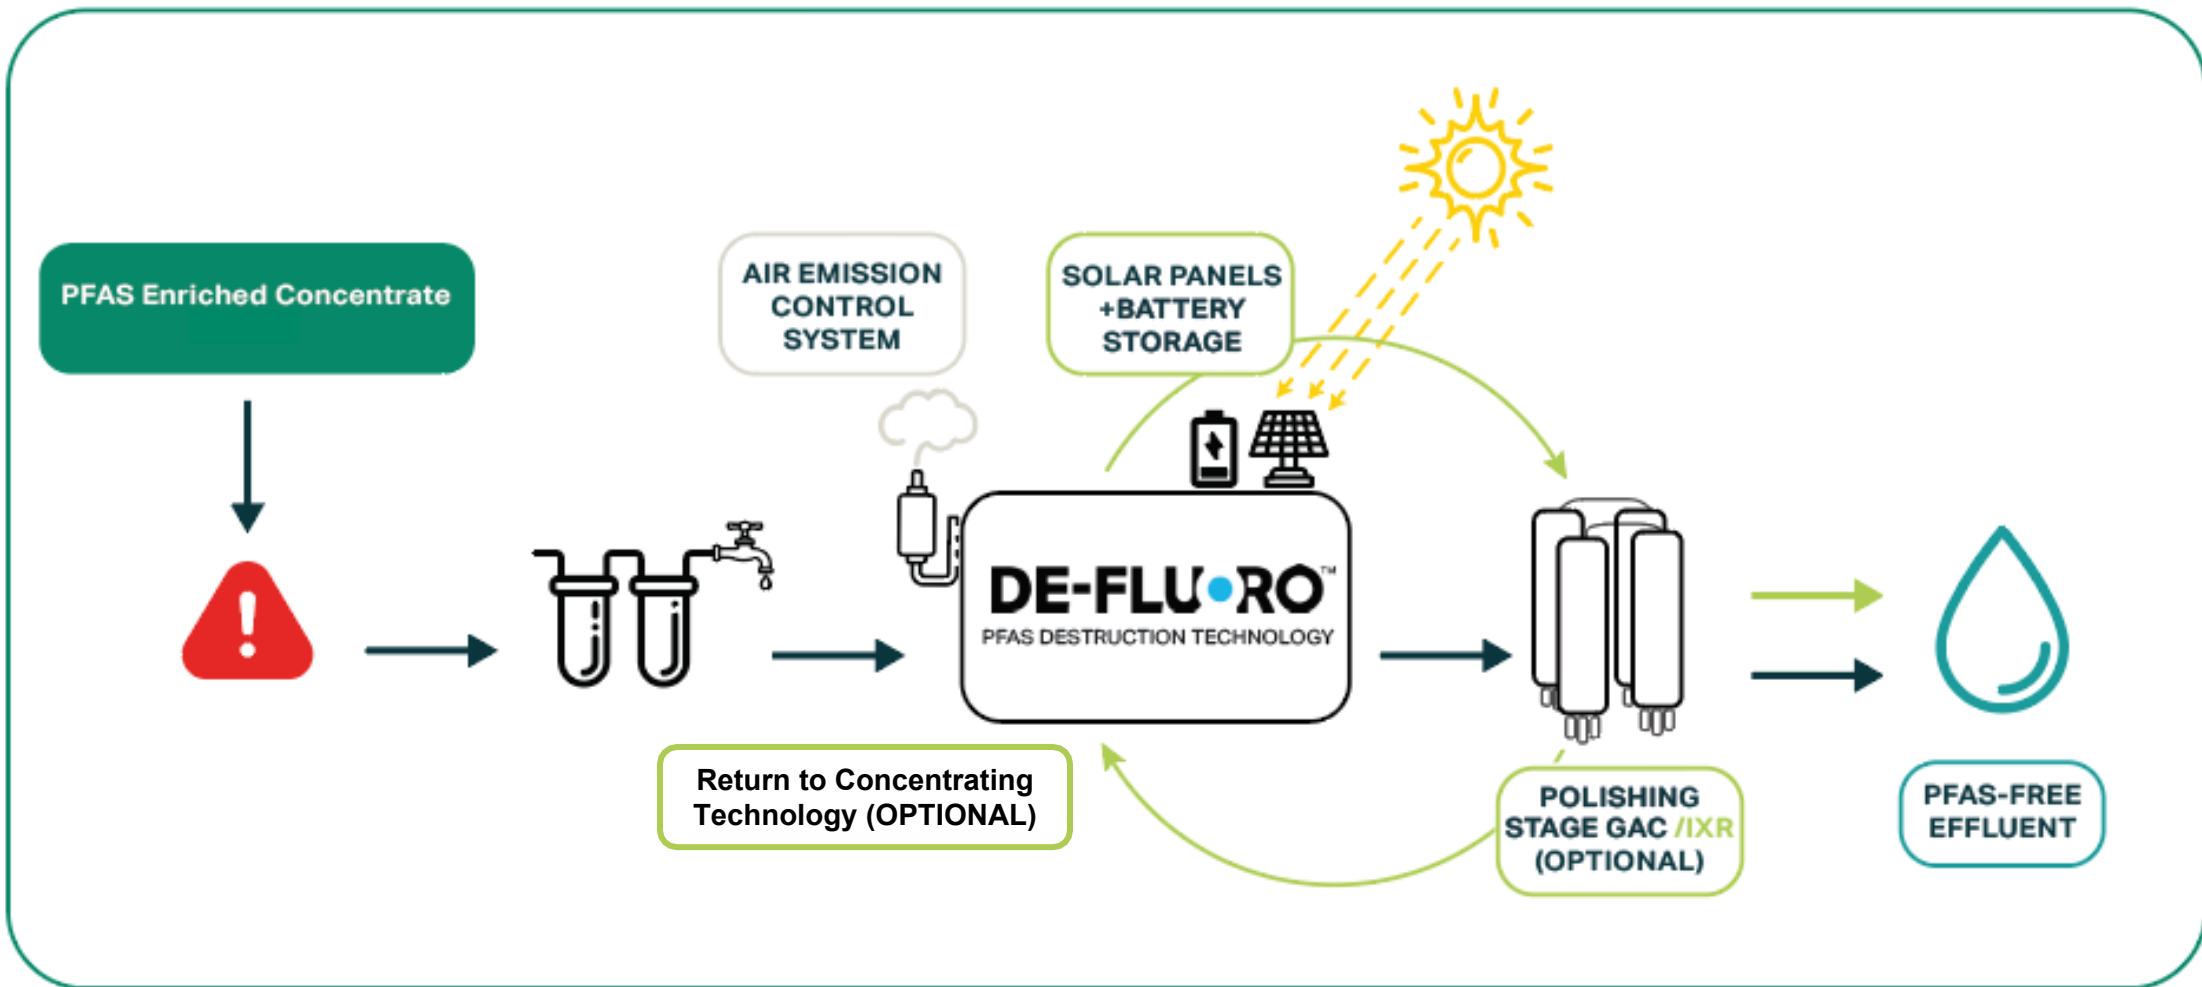 PFAS Enriched Concentrate
AIR EMISSION
CONTROL
SYSTEM
SOLAR PANELS
+BATTERY
STORAGE
DE-FLUORO™
PFAS DESTRUCTION TECHNOLOGY
Return to Concentrating
Technology (OPTIONAL)
POLISHING
STAGE GAC /IXR
(OPTIONAL)
PFAS-FREE
EFFLUENT